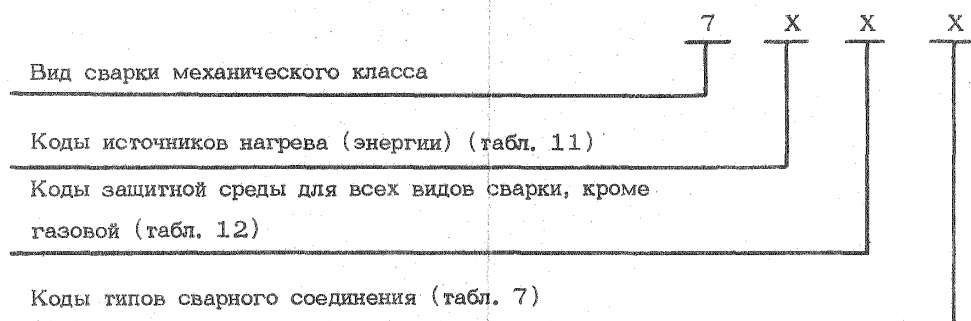 7 X X X
Вид сварки механического класса
Коды источников нагрева (энергии) (табл. 11)
Коды защитной среды для всех видов сварки, кроме
газовой (табл. 12)
Коды типов сварного соединения (табл. 7)